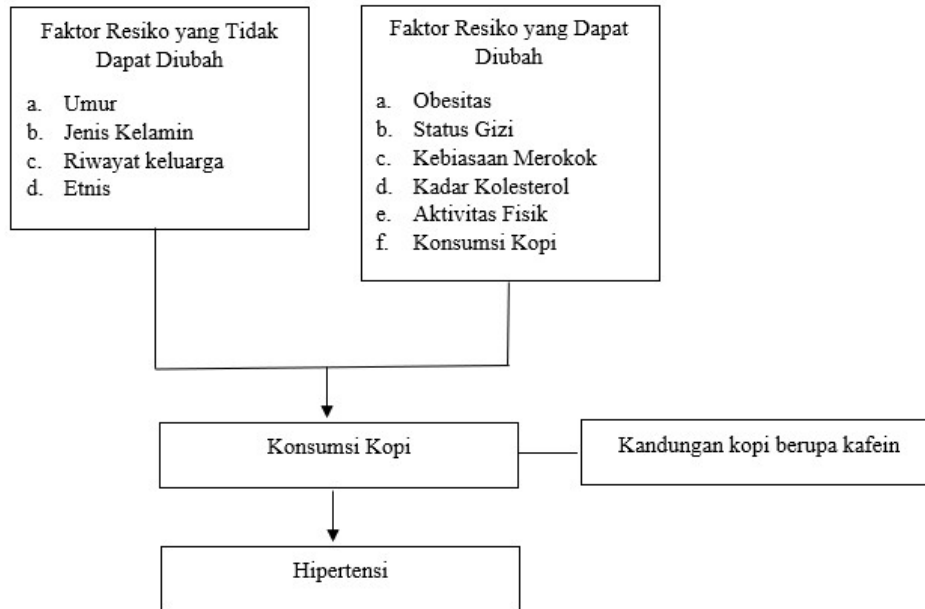 Faktor Resiko yang Tidak
Dapat Diubah
a. Umur
b. Jenis Kelamin
c. Riwayat keluarga
d. Etnis
Faktor Resiko yang Dapat
Diubah
a. Obesitas
b. Status Gizi
c. Kebiasaan Merokok
d. Kadar Kolesterol
e. Aktivitas Fisik
f. Konsumsi Kopi
Konsumsi Kopi
Kandungan kopi berupa kafein
Hipertensi